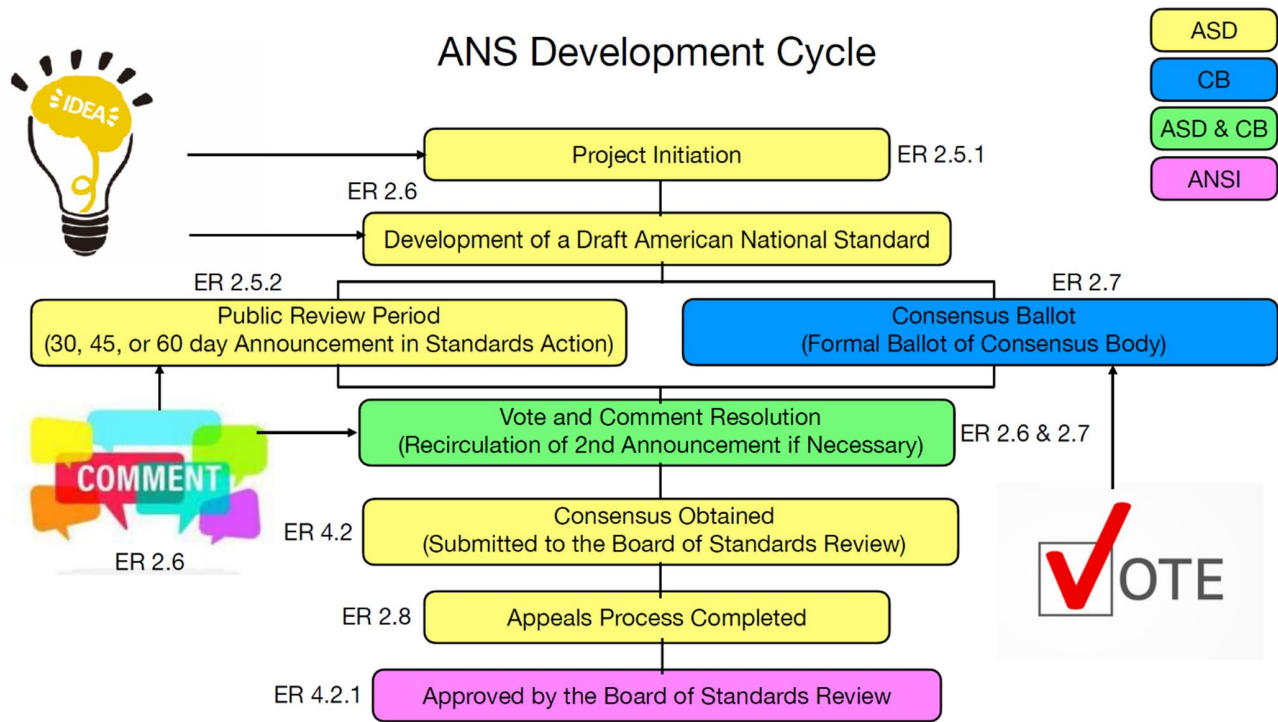 ANS Development Cycle
ASD
CB
ASD & CB
ANSI
IDEA
Project Initiation
ER 2.5.1
ER 2.6
Development of a Draft American National Standard
ER 2.5.2
Public Review Period
(30, 45, or 60 day Announcement in Standards Action)
ER 2.7
Consensus Ballot
(Formal Ballot of Consensus Body)
Vote and Comment Resolution
(Recirculation of 2nd Announcement if Necessary)
ER 2.6 & 2.7
COMMENT
ER 2.6
ER 4.2
Consensus Obtained
(Submitted to the Board of Standards Review)
VOTE
ER 2.8
Appeals Process Completed
ER 4.2.1
Approved by the Board of Standards Review